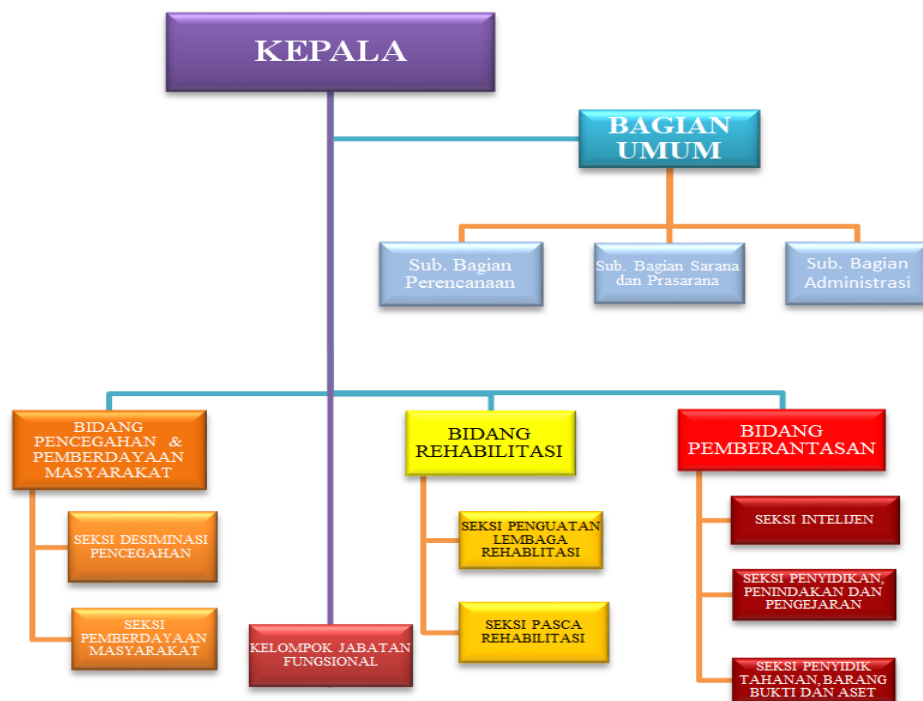 KEPALA
BAGIAN
UMUM
Sub. Bagian
Perencanaan
Sub. Bagian Sarana
dan Prasarana
Sub. Bagian
Administrasi
BIDANG
PENCEGAHAN &
PEMBERDAYAAN
MASYARAKAT
SEKSI DESIMINASI
PENCEGAHAN
SEKSI
PEMBERDAYAAN
MASYARAKAT
KELOMPOK JABATAN
FUNGSIONAL
BIDANG
REHABILITASI
SEKSI PENGUATAN
LEMBAGA
REHABLITASI
SEKSI PASCA
REHABILITASI
BIDANG
PEMBERANTASAN
SEKSI INTELIJEN
SEKSI PENYIDIKAN,
PENINDAKAN DAN
PENGEJARAN
SEKSI PENYIDIK
TAHANAN, BARANG
BUKTI DAN ASET